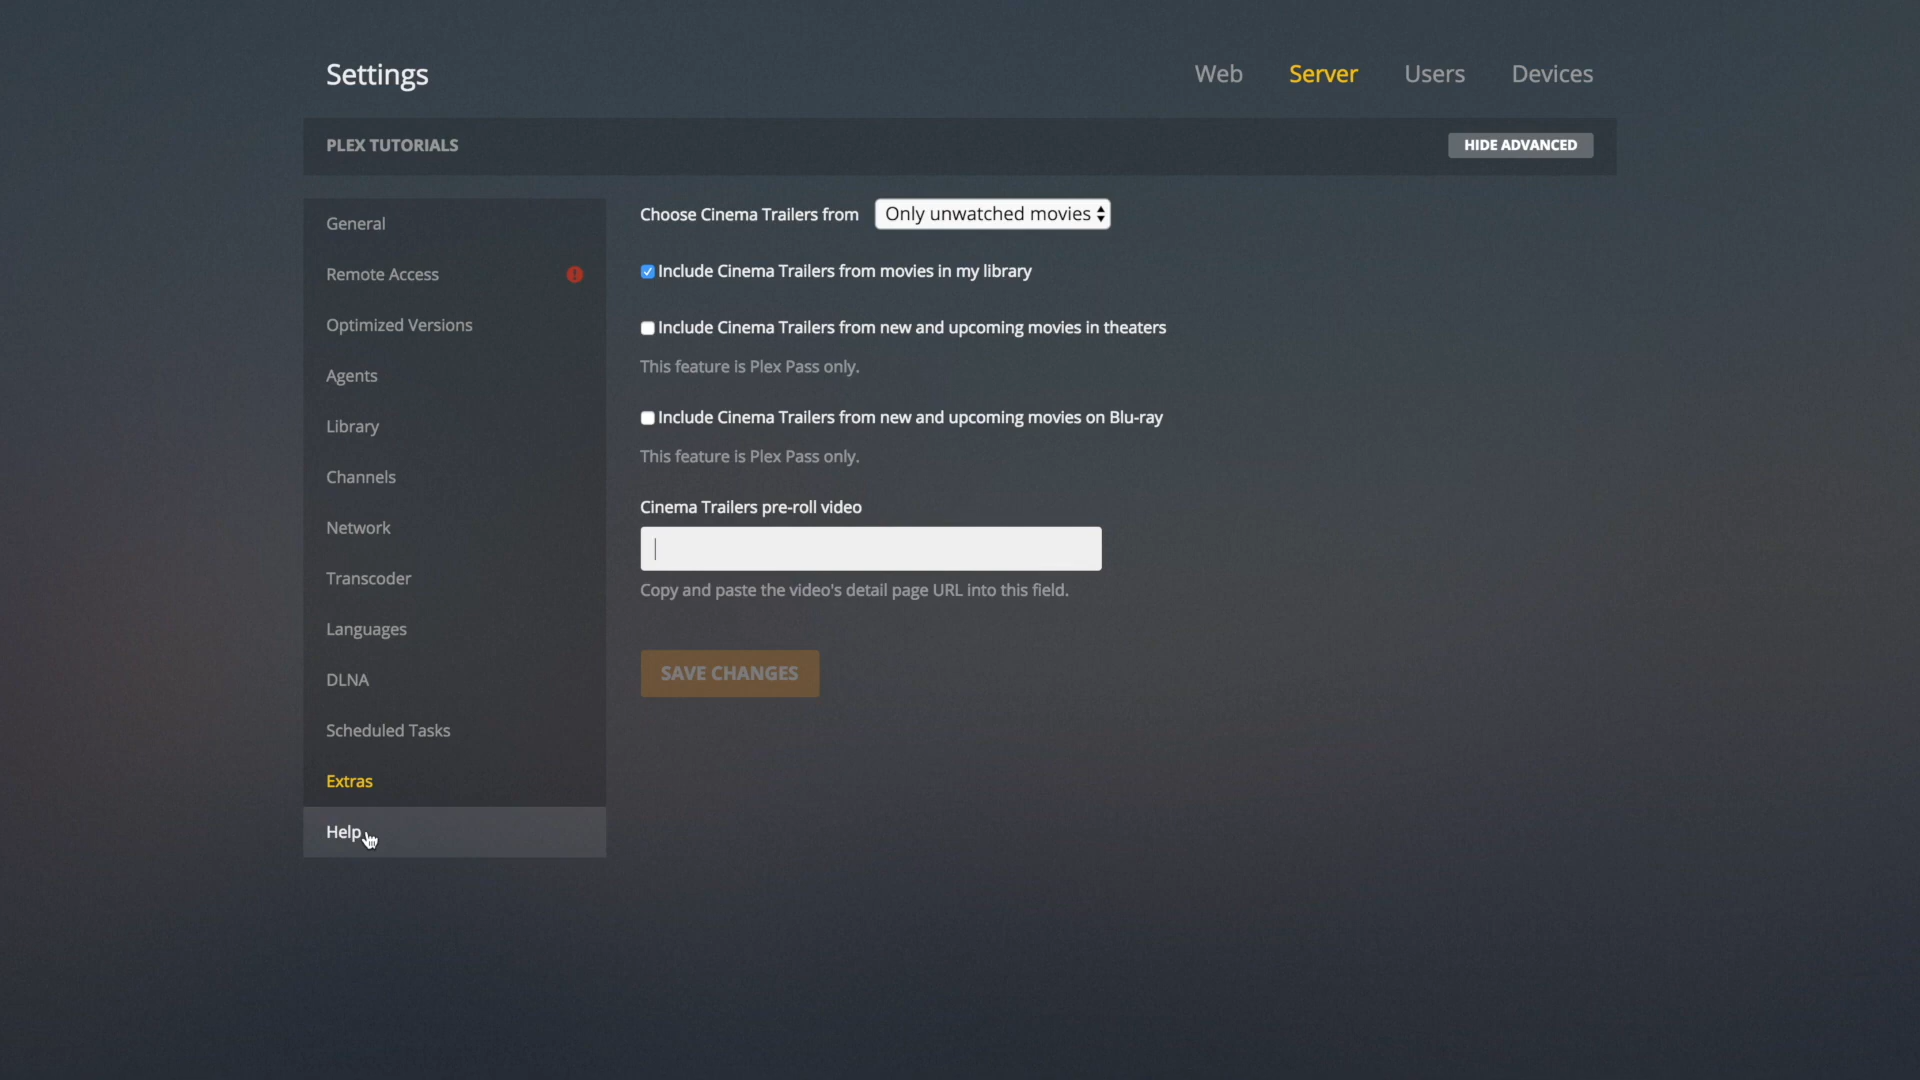 Settings
Web Server Users Devices
PLEX TUTORIALS
HIDE ADVANCED
General
Remote Access
Optimized Versions
Agents
Library
Channels
Network
Transcoder
Languages
DLNA
Scheduled Tasks
Extras
Help
Choose Cinema Trailers from Only unwatched movies
Include Cinema Trailers from movies in my library
Include Cinema Trailers from new and upcoming movies in theaters
This feature is Plex Pass only.
Include Cinema Trailers from new and upcoming movies on Blu-ray
This feature is Plex Pass only.
Cinema Trailers pre-roll video
Copy and paste the video's detail page URL into this field.
SAVE CHANGES